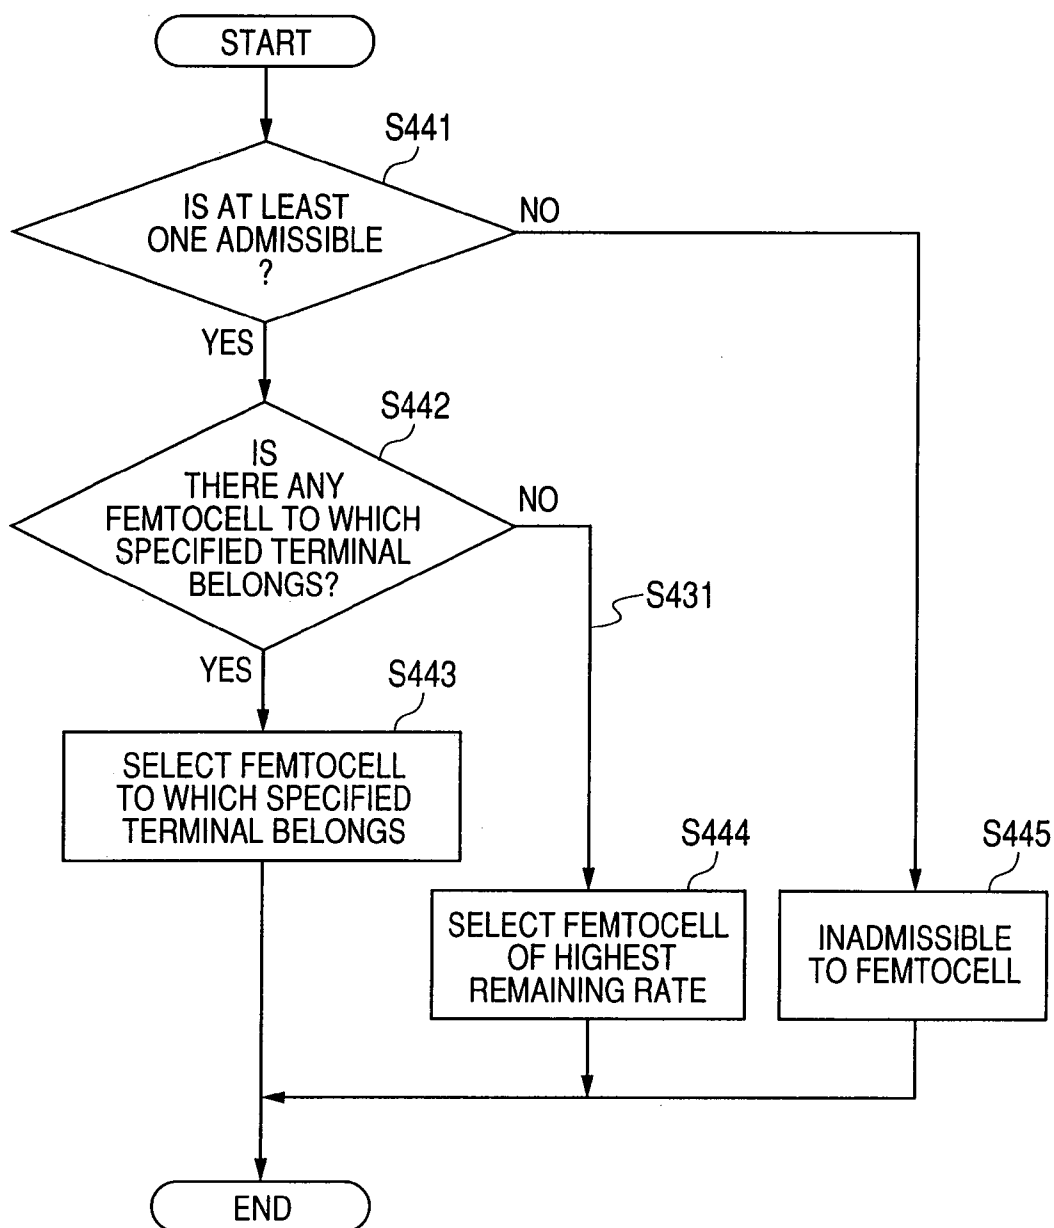 START
S441
IS AT LEAST
ONE ADMISSIBLE
?
NO
YES
S442
IS
THERE ANY
FEMTOCELL TO WHICH
SPECIFIED TERMINAL
BELONGS?
NO
S431
YES
S443
SELECT FEMTOCELL
TO WHICH SPECIFIED
TERMINAL BELONGS
S444
SELECT FEMTOCELL
OF HIGHEST
REMAINING RATE
S445
INADMISSIBLE
TO FEMTOCELL
END